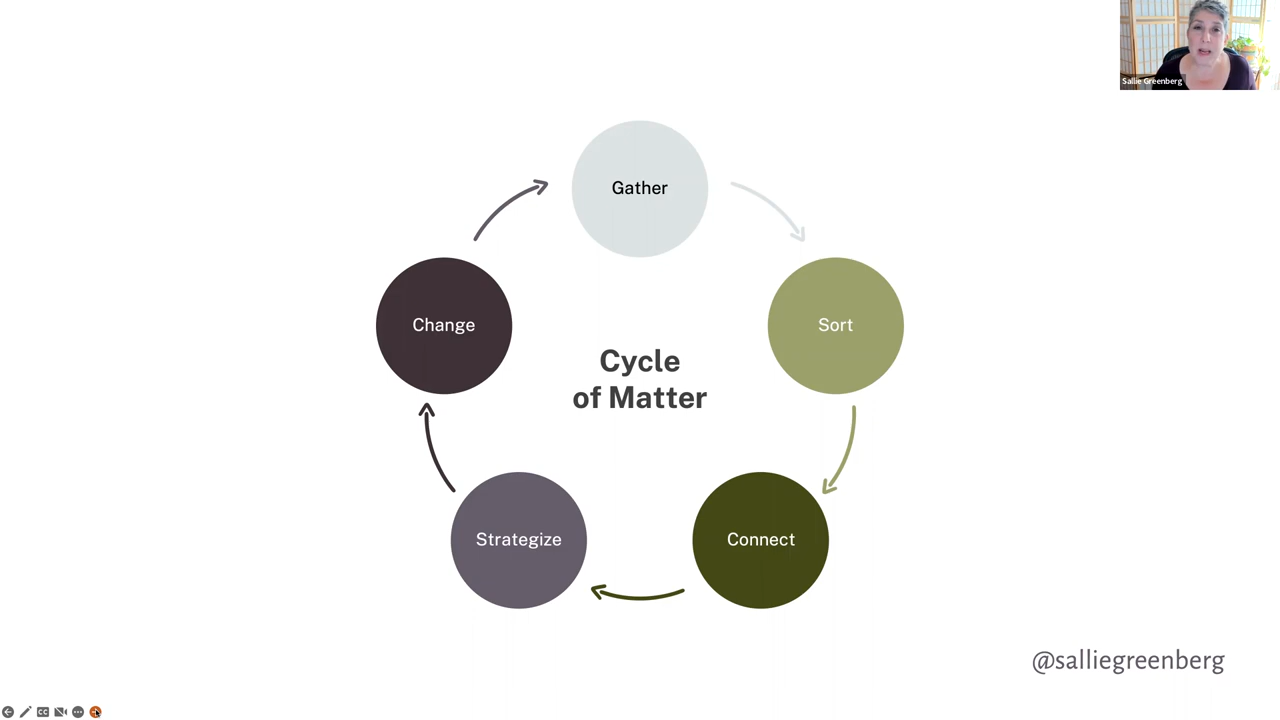 Sallie Greenberg
Gather
Change
Sort
Cycle
of Matter
Strategize
Connect
@salliegreenberg